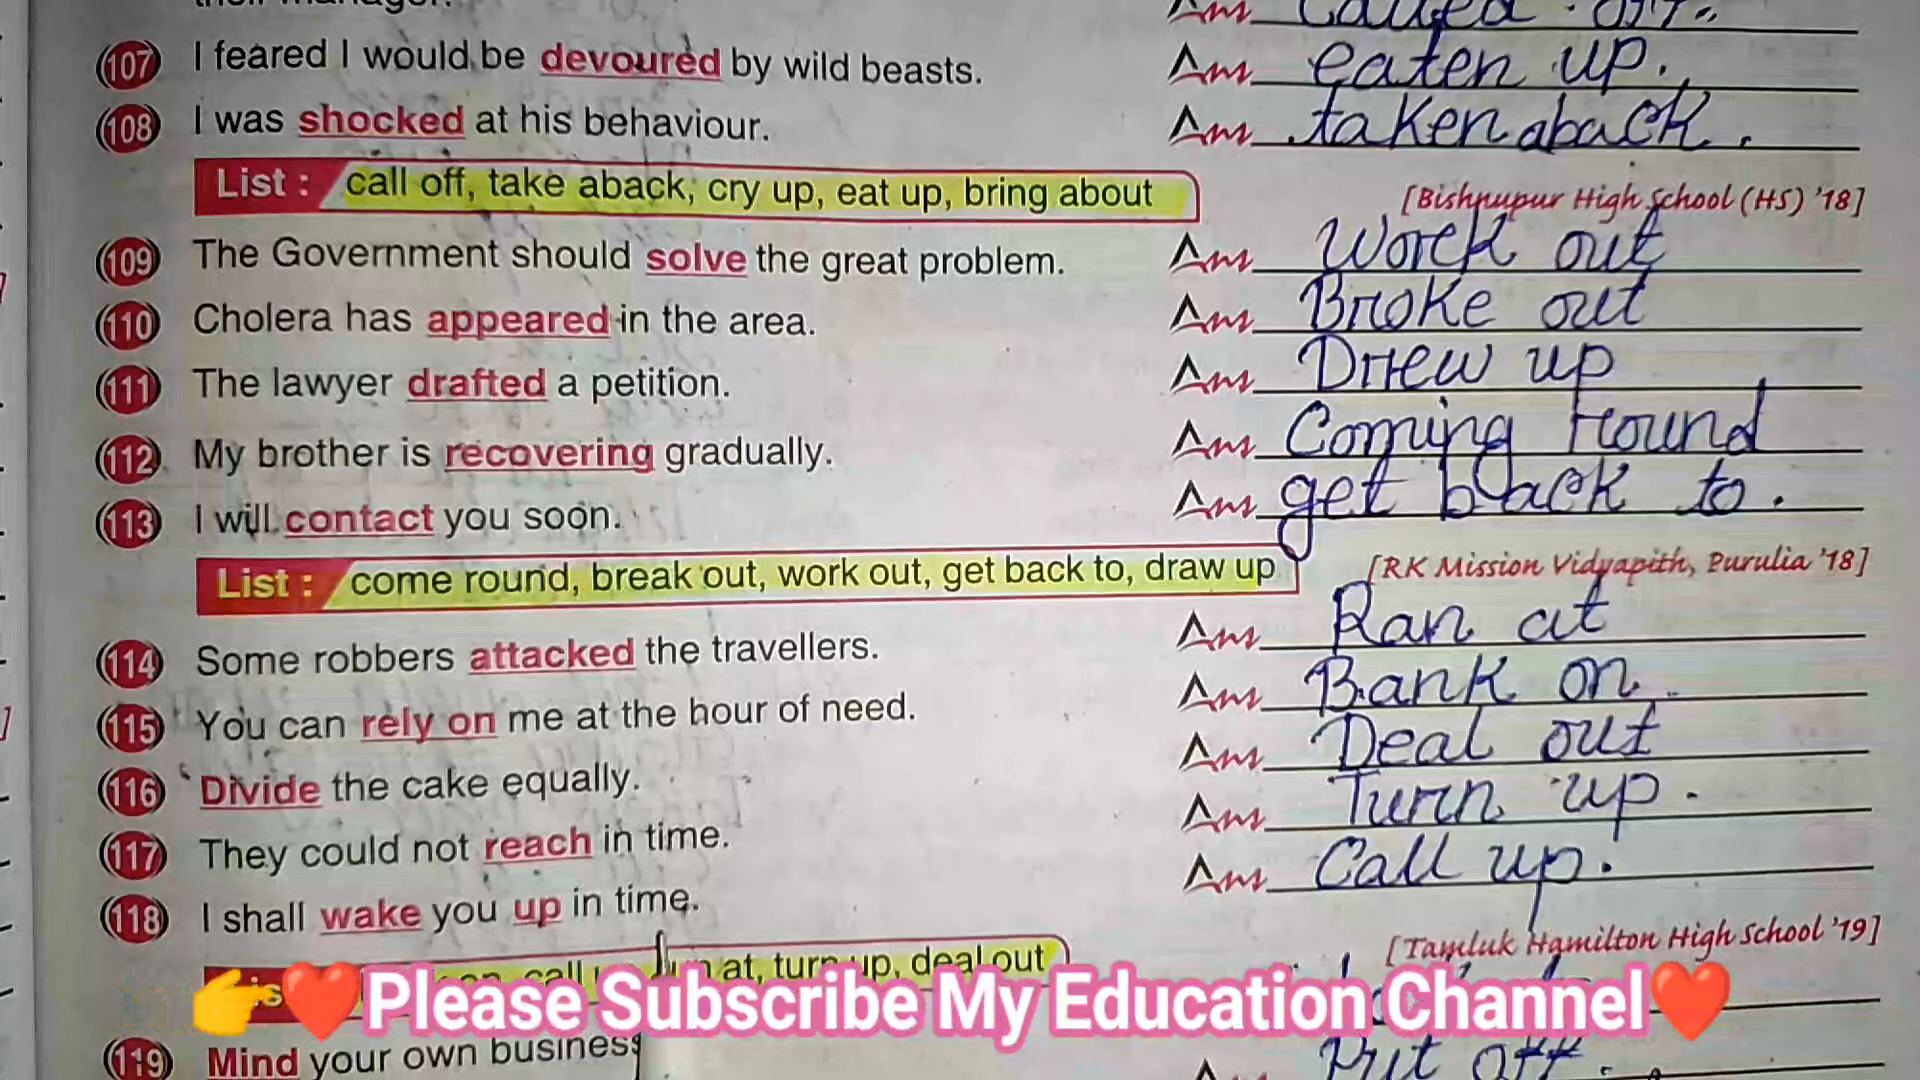 their manager. Ans Called off.
(107) I feared I would be devoured by wild beasts. Ans eaten up.
(108) I was shocked at his behaviour. Ans taken aback.
List : call off, take aback, cry up, eat up, bring about
[Bishnupur High School (HS) '18]
(109) The Government should solve the great problem. Ans Work out
(110) Cholera has appeared in the area. Ans Broke out
(111) The lawyer drafted a petition. Ans Drew up
(112) My brother is recovering gradually. Ans Coming round
(113) I will contact you soon. Ans get back to.
List : come round, break out, work out, get back to, draw up
[RK Mission Vidyapith, Purulia '18]
(114) Some robbers attacked the travellers. Ans Ran at
(115) You can rely on me at the hour of need. Ans Bank on
(116) Divide the cake equally. Ans Deal out
(117) They could not reach in time. Ans Turn up.
(118) I shall wake you up in time. Ans Call up.
[Tamluk Hamilton High School '19]
on, call at, turn up, deal out
👉❤️Please Subscribe My Education Channel❤️
(119) Mind your own business Ans Put off.